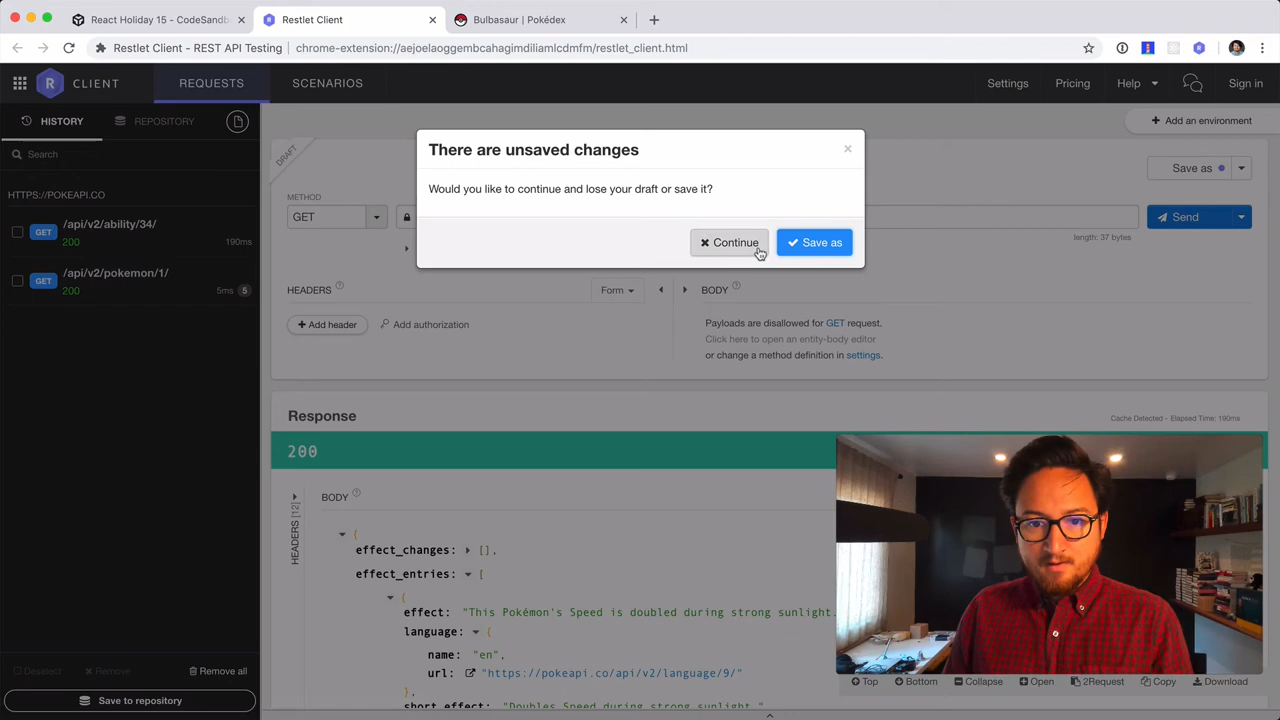 React Holiday 15 - CodeSandb
Restlet Client
Bulbasaur | Pokédex
Restlet Client - REST API Testing
chrome-extension://aejoelaoggembcahagimdiliamlcdmfm/restlet_client.html
R CLIENT
REQUESTS
SCENARIOS
Settings
Pricing
Help
Sign in
HISTORY
REPOSITORY
Add an environment
Search
DRAFT
There are unsaved changes
Would you like to continue and lose your draft or save it?
Continue
Save as
Save as
HTTPS://POKEAPI.CO
METHOD
GET
Send
length: 37 bytes
GET /api/v2/ability/34/
200 190ms
GET /api/v2/pokemon/1/
200 5ms 5
HEADERS
Form
BODY
Add header
Add authorization
Payloads are disallowed for GET request.
Click here to open an entity-body editor
or change a method definition in settings.
Response
Cache Detected - Elapsed Time: 190ms
200
HEADERS [12]
BODY
{
effect_changes: [],
effect_entries: [
{
effect: "This Pokémon's Speed is doubled during strong sunlight.
language: {
name: "en",
url: "https://pokeapi.co/api/v2/language/9/"
},
short_effect: "Doubles Speed during strong sunlight."
Top
Bottom
Collapse
Open
2Request
Copy
Download
Deselect
Remove
Remove all
Save to repository